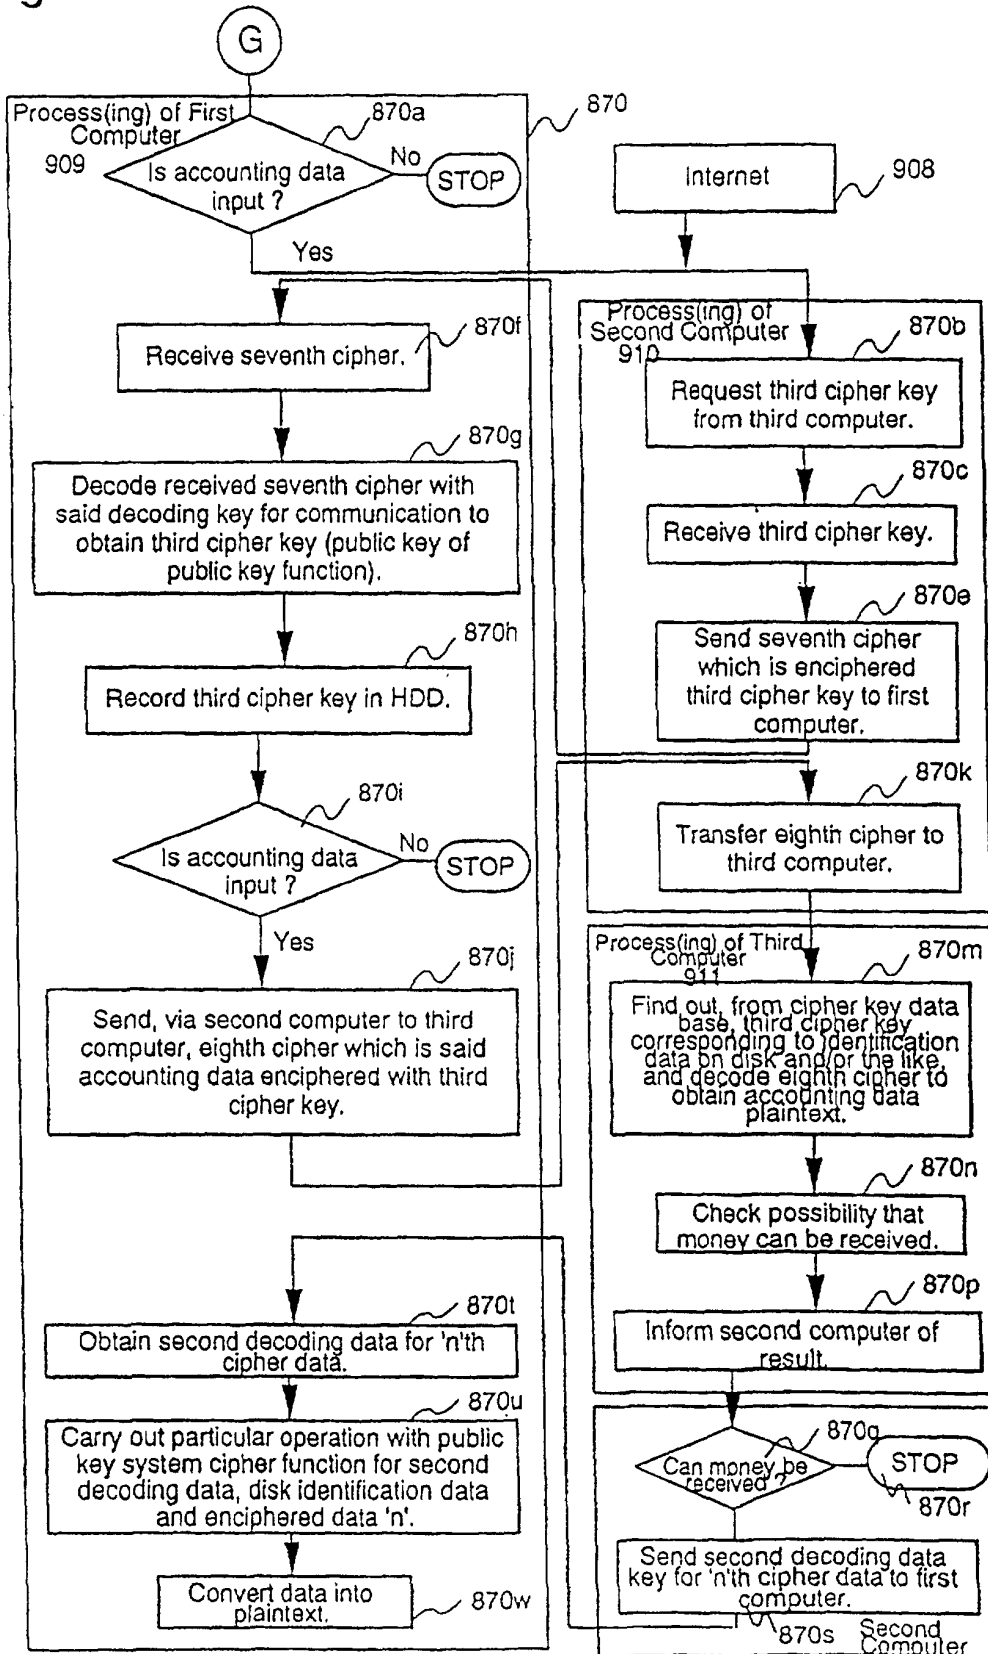 g
G
Process(ing) of First
Computer
909
870a
870
Is accounting data
input ?
No
STOP
Yes
Internet
908
870f
Receive seventh cipher.
870g
Decode received seventh cipher with
said decoding key for communication to
obtain third cipher key (public key of
public key function).
870h
Record third cipher key in HDD.
870i
Is accounting data
input ?
No
STOP
Yes
870j
Send, via second computer to third
computer, eighth cipher which is said
accounting data enciphered with third
cipher key.
Process(ing) of
Second Computer
910
870b
Request third cipher key
from third computer.
870c
Receive third cipher key.
870e
Send seventh cipher
which is enciphered
third cipher key to first
computer.
870k
Transfer eighth cipher to
third computer.
Process(ing) of Third
Computer
911
870m
Find out, from cipher key data
base, third cipher key
corresponding to identification
data on disk and/or the like,
and decode eighth cipher to
obtain accounting data
plaintext.
870n
Check possibility that
money can be received.
870p
Inform second computer of
result.
870q
Can money be
received ?
STOP
870r
Send second decoding data
key for 'n'th cipher data to first
computer.
870s
Second
Computer
870t
Obtain second decoding data for 'n'th
cipher data.
870u
Carry out particular operation with public
key system cipher function for second
decoding data, disk identification data
and enciphered data 'n'.
Convert data into
plaintext.
870w